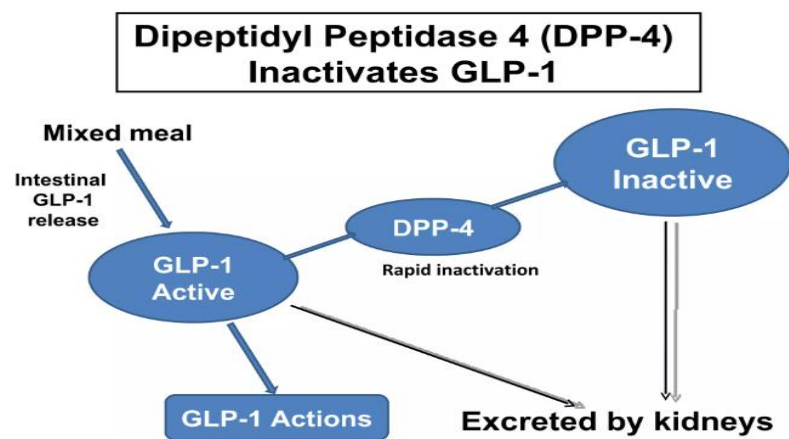 Dipeptidyl Peptidase 4 (DPP-4)
Inactivates GLP-1
Mixed meal
Intestinal
GLP-1
release
GLP-1
Active
DPP-4
Rapid inactivation
GLP-1
Inactive
GLP-1 Actions
Excreted by kidneys